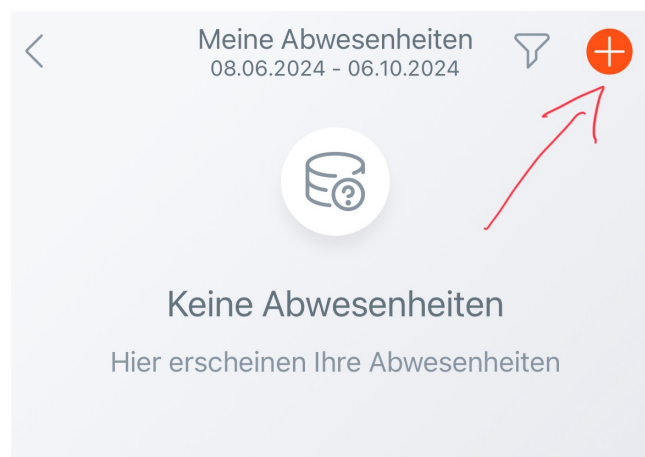 Meine Abwesenheiten
08.06.2024 - 06.10.2024
Keine Abwesenheiten
Hier erscheinen Ihre Abwesenheiten